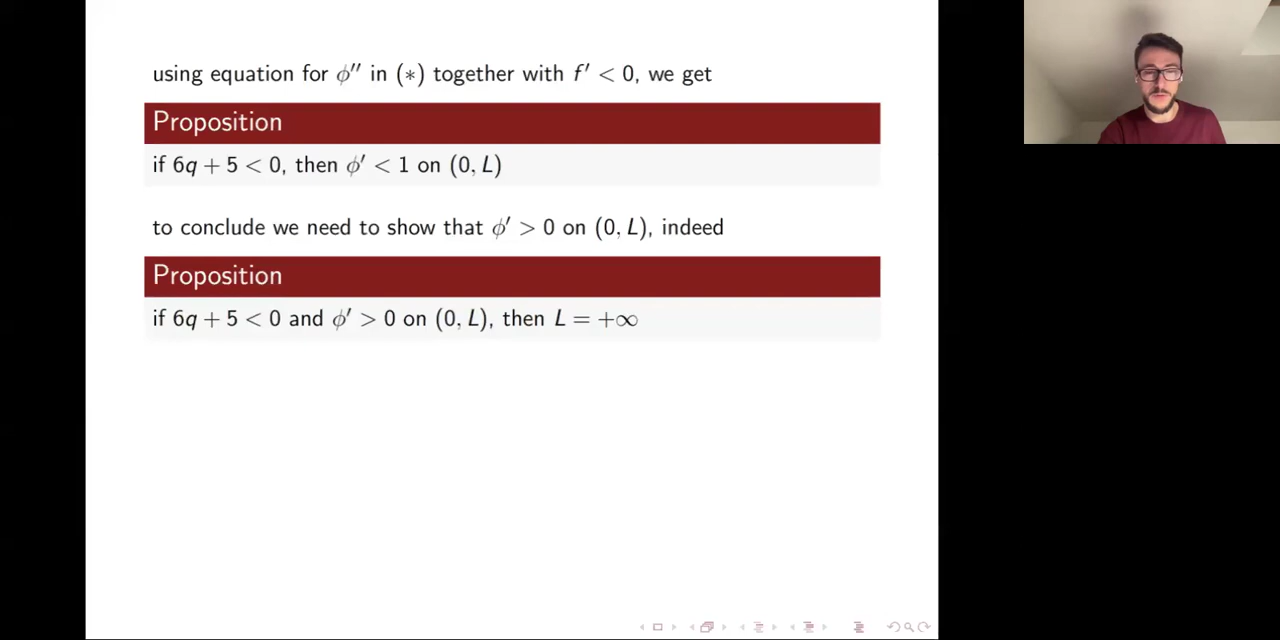 using equation for ϕ′′ in (∗) together with f′ < 0, we get
Proposition
if 6q + 5 < 0, then ϕ′ < 1 on (0, L)
to conclude we need to show that ϕ′ > 0 on (0, L), indeed
Proposition
if 6q + 5 < 0 and ϕ′ > 0 on (0, L), then L = +∞